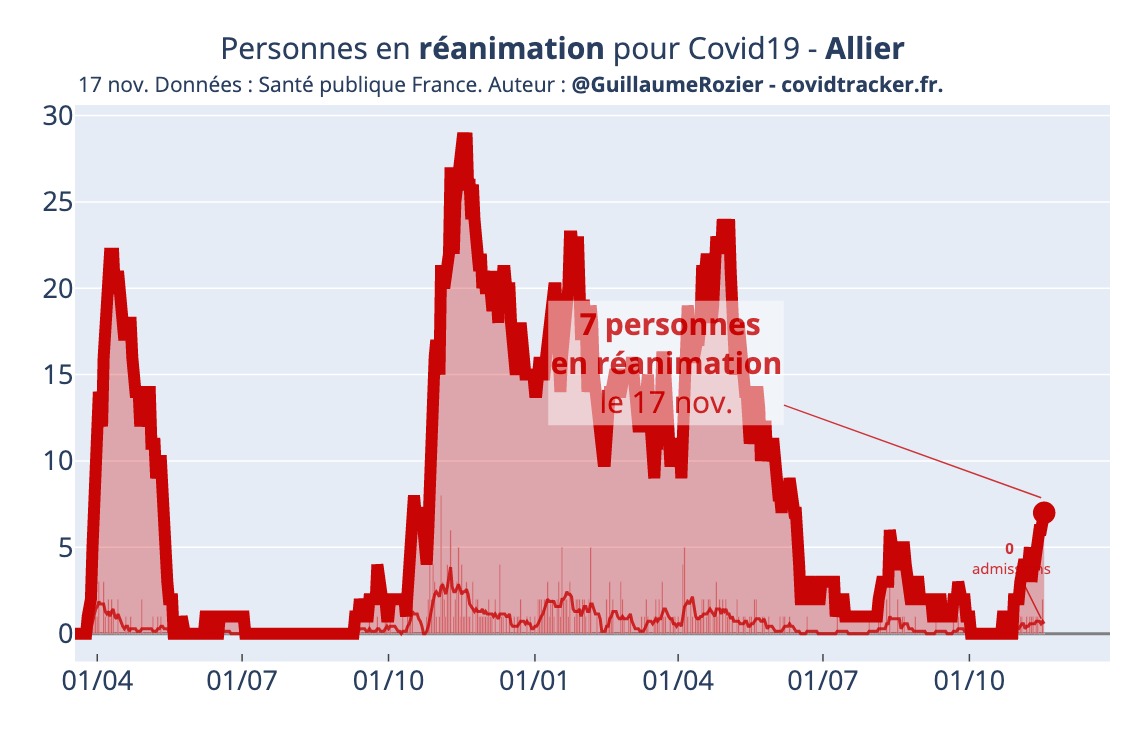 Personnes en réanimation pour Covid19 - Allier
17 nov. Données : Santé publique France. Auteur : @GuillaumeRozier - covidtracker.fr.
30
25
20
15
10
5
0
7 personnes
en réanimation
le 17 nov.
0
admissions
01/04 01/07 01/10 01/01 01/04 01/07 01/10